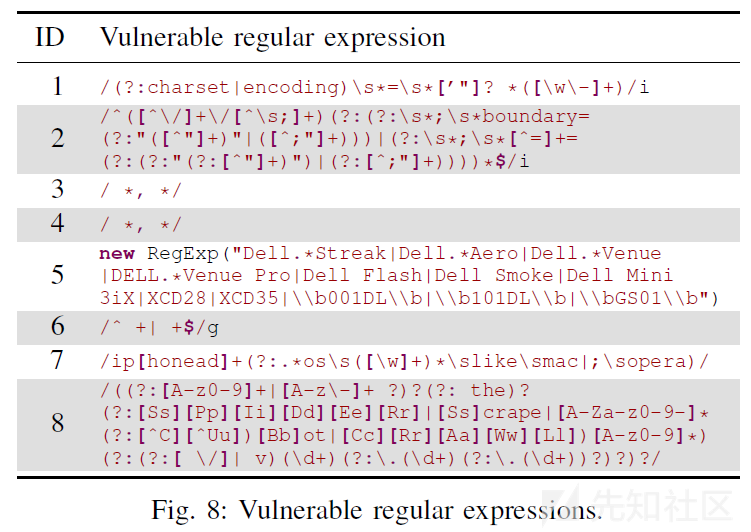 ID Vulnerable regular expression
1 /(?:charset|encoding)\s*=\s*['"]? *([\w\-]+)/i
2 /^([^\/]+\/[^\s;]+)(?:(?:\s*;\s*boundary=
(?:"([^"]+)"|([^;"]+)))|(?:\s*;\s*[^=]+=
(?:(?:"(?:[^"]+)")|(?:[^;"]+))))*$/i
3 / *, */
4 / *, */
5 new RegExp("Dell.*Streak|Dell.*Aero|Dell.*Venue
|DELL.*Venue Pro|Dell Flash|Dell Smoke|Dell Mini
3iX|XCD28|XCD35|\\b001DL\\b|\\b101DL\\b|\\bGS01\\b")
6 /^ +| +$/g
7 /ip[honead]+(?:.*os\s([\w]+)*\slike\smac|;\sopera)/
8 /((?:[A-z0-9]+|[A-z\-]+ ?)?(?: the)?
(?:[Ss][Pp][Ii][Dd][Ee][Rr]|[Ss]crape|[A-Za-z0-9-]*
(?:[^C][^Uu])[Bb]ot|[Cc][Rr][Aa][Ww][Ll])[A-z0-9]*)
(?:(?:[ \/]| v)(\d+)(?:\.(\d+)(?:\.(\d+))?)?)?/
Fig. 8: Vulnerable regular expressions.
先知社区